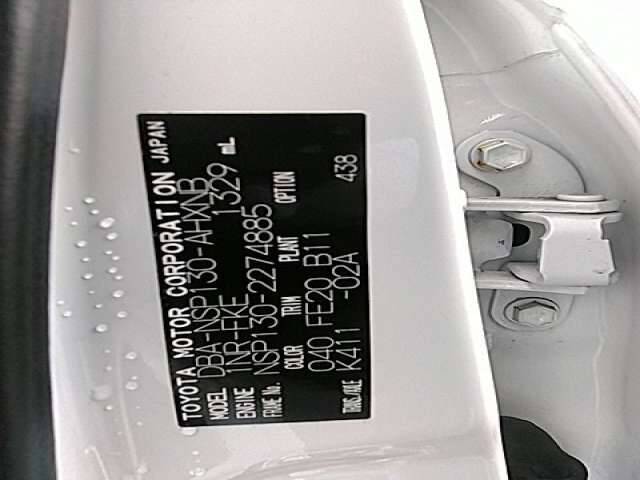 TOYOTA MOTOR CORPORATION JAPAN
MODEL DBA-NSP130-AHXNB
ENGINE 1NR-FKE 1329 mL
FRAME No. NSP130-2274885
COLOR TRIM PLANT OPTION
040 FE20 B11 438
TRANS/AXLE K411 -02A